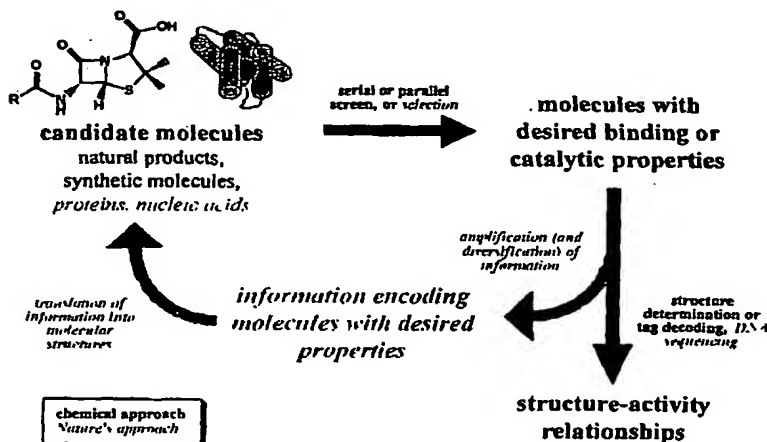 O
OH
O
N
O
R
N
H
H
S
candidate molecules
natural products,
synthetic molecules,
proteins, nucleic acids
serial or parallel
screen, or selection
molecules with
desired binding or
catalytic properties
amplification (and
diversification) of
information
translation of
information into
molecular
structures
information encoding
molecules with desired
properties
structure
determination or
tag decoding, DNA
sequencing
chemical approach
Nature's approach
structure-activity
relationships